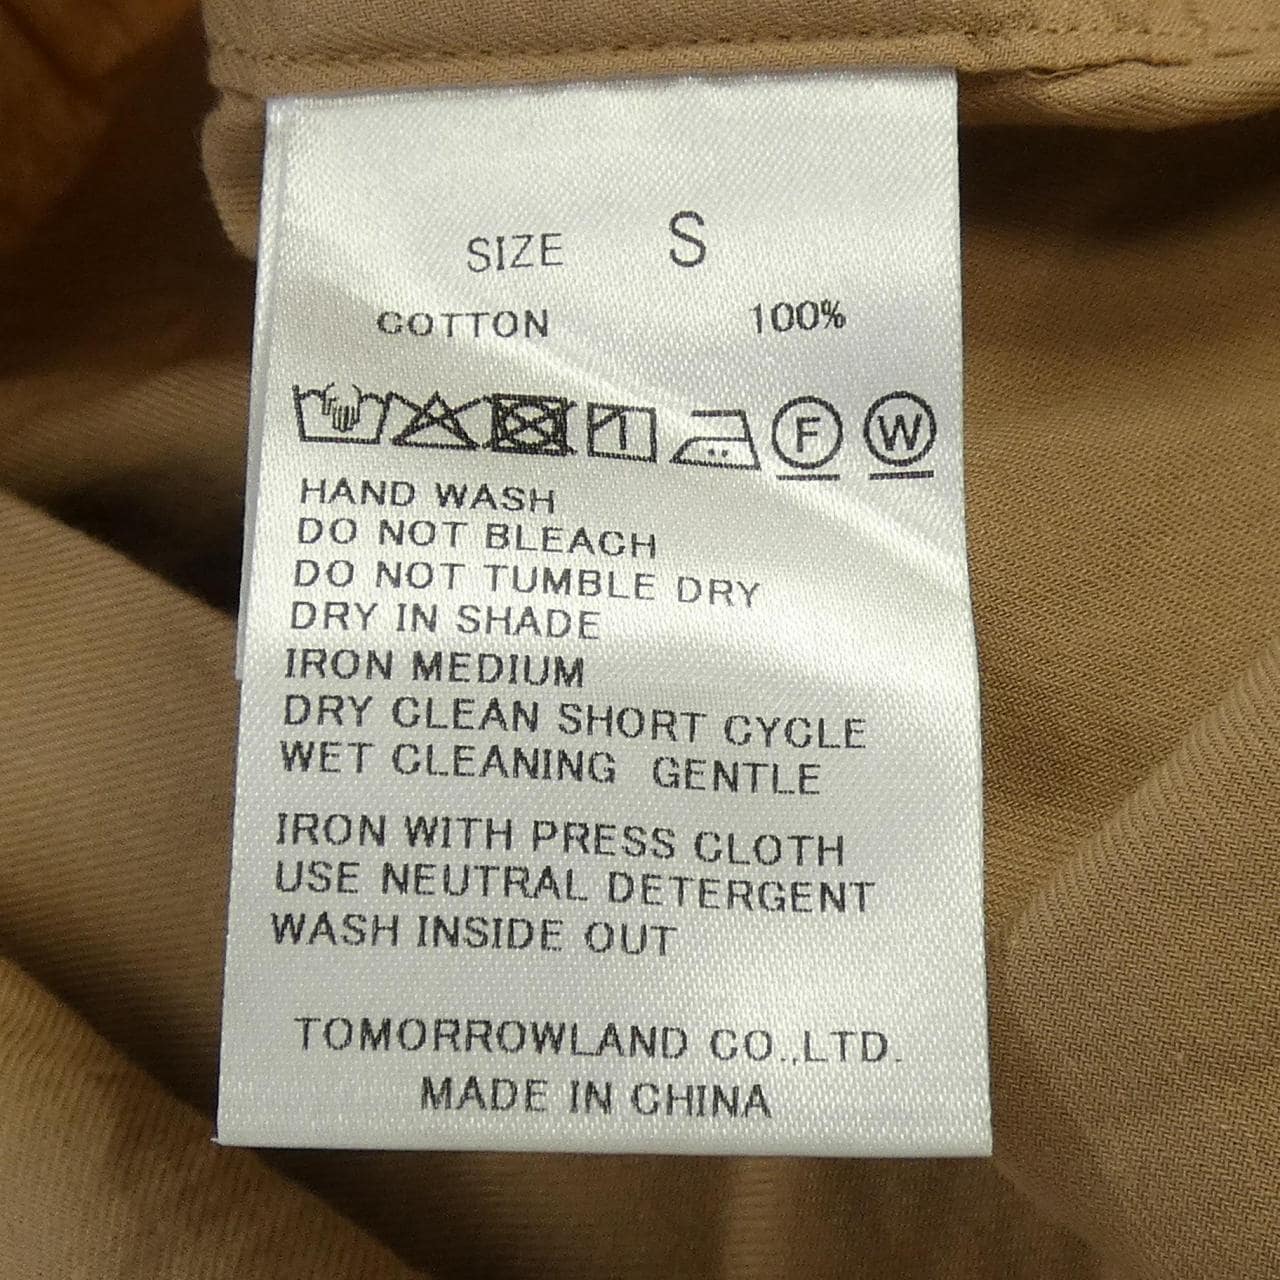 SIZE S
COTTON 100%
F W
HAND WASH
DO NOT BLEACH
DO NOT TUMBLE DRY
DRY IN SHADE
IRON MEDIUM
DRY CLEAN SHORT CYCLE
WET CLEANING GENTLE
IRON WITH PRESS CLOTH
USE NEUTRAL DETERGENT
WASH INSIDE OUT
TOMORROWLAND CO.,LTD.
MADE IN CHINA